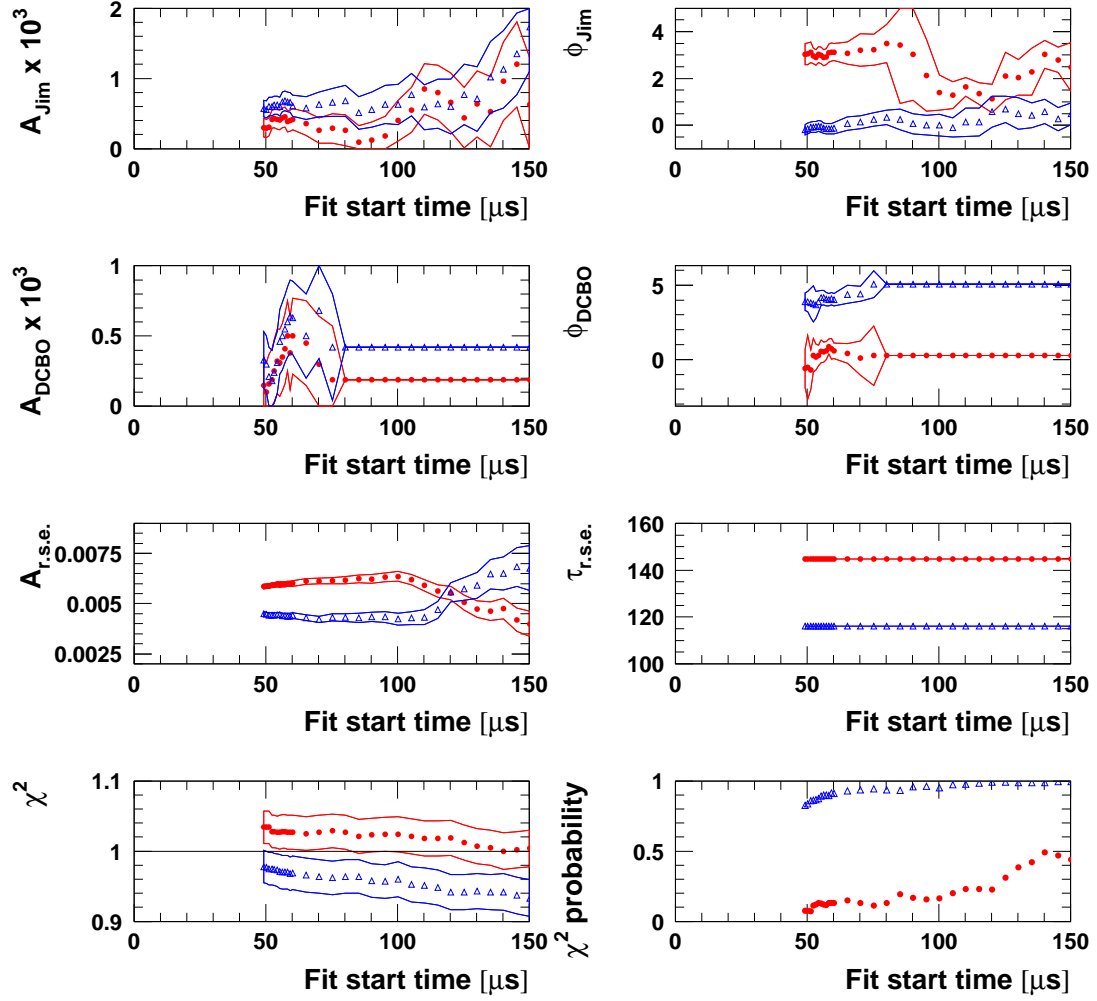 A_Jim x 10^3
2
1
0
0 50 100 150
Fit start time [μs]
ϕ_Jim
4
2
0
0 50 100 150
Fit start time [μs]
A_DCBO x 10^3
1
0.5
0
0 50 100 150
Fit start time [μs]
ϕ_DCBO
5
0
0 50 100 150
Fit start time [μs]
A_r.s.e.
0.0075
0.005
0.0025
0 50 100 150
Fit start time [μs]
τ_r.s.e.
160
140
120
100
0 50 100 150
Fit start time [μs]
χ^2
1.1
1
0.9
0 50 100 150
Fit start time [μs]
χ^2 probability
1
0.5
0
0 50 100 150
Fit start time [μs]